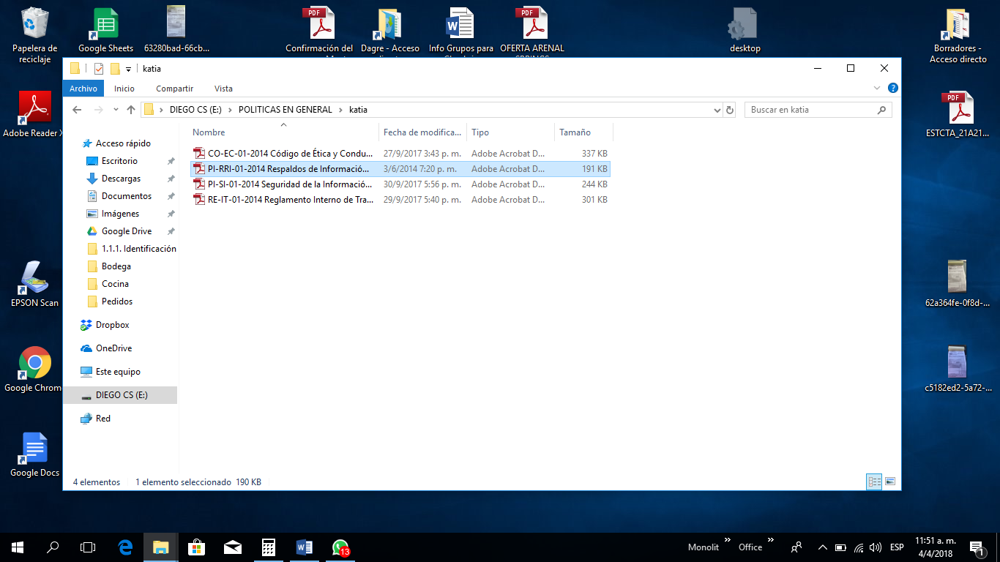 Papelera de
reciclaje
Google Sheets
63280bad-66cb...
Confirmación del
Dagre - Acceso
Info Grupos para
OFERTA ARENAL
desktop
Borradores -
Acceso directo
katia
Archivo
Inicio
Compartir
Vista
DIEGO CS (E:)
POLITICAS EN GENERAL
katia
Buscar en katia
Adobe Reader X
PDF
ESTCTA_21A21...
Nombre
Fecha de modifica...
Tipo
Tamaño
CO-EC-01-2014 Código de Ética y Condu... 27/9/2017 3:43 p. m. Adobe Acrobat D... 337 KB
PI-RRI-01-2014 Respaldos de Informació... 3/6/2014 7:20 p. m. Adobe Acrobat D... 191 KB
PI-SI-01-2014 Seguridad de la Informació... 30/9/2017 5:56 p. m. Adobe Acrobat D... 244 KB
RE-IT-01-2014 Reglamento Interno de Tra... 29/9/2017 5:40 p. m. Adobe Acrobat D... 301 KB
Acceso rápido
Escritorio
Descargas
Documentos
Imágenes
Google Drive
1.1.1. Identificación
Bodega
Cocina
Pedidos
Dropbox
OneDrive
Este equipo
DIEGO CS (E:)
Red
EPSON Scan
Google Chrom
Google Docs
62a364fe-0f8d-...
c5182ed2-5a72-...
4 elementos
1 elemento seleccionado 190 KB
13
Monolit
Office
ESP
11:51 a. m.
4/4/2018
1